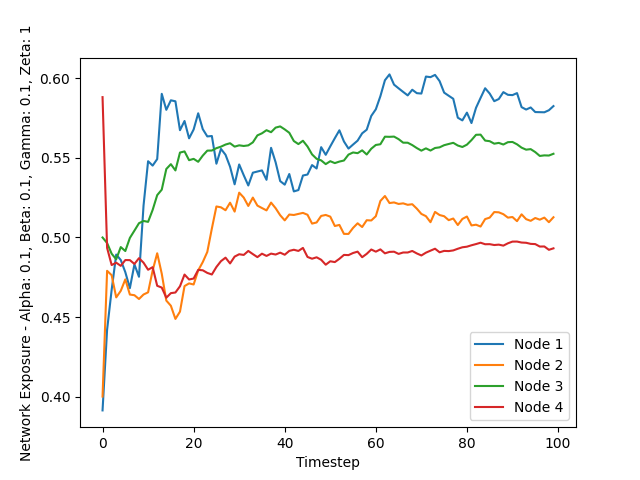 Network Exposure - Alpha: 0.1, Beta: 0.1, Gamma: 0.1, Zeta: 1
0.60
0.55
0.50
0.45
0.40
0
20
40
60
80
100
Timestep
Node 1
Node 2
Node 3
Node 4